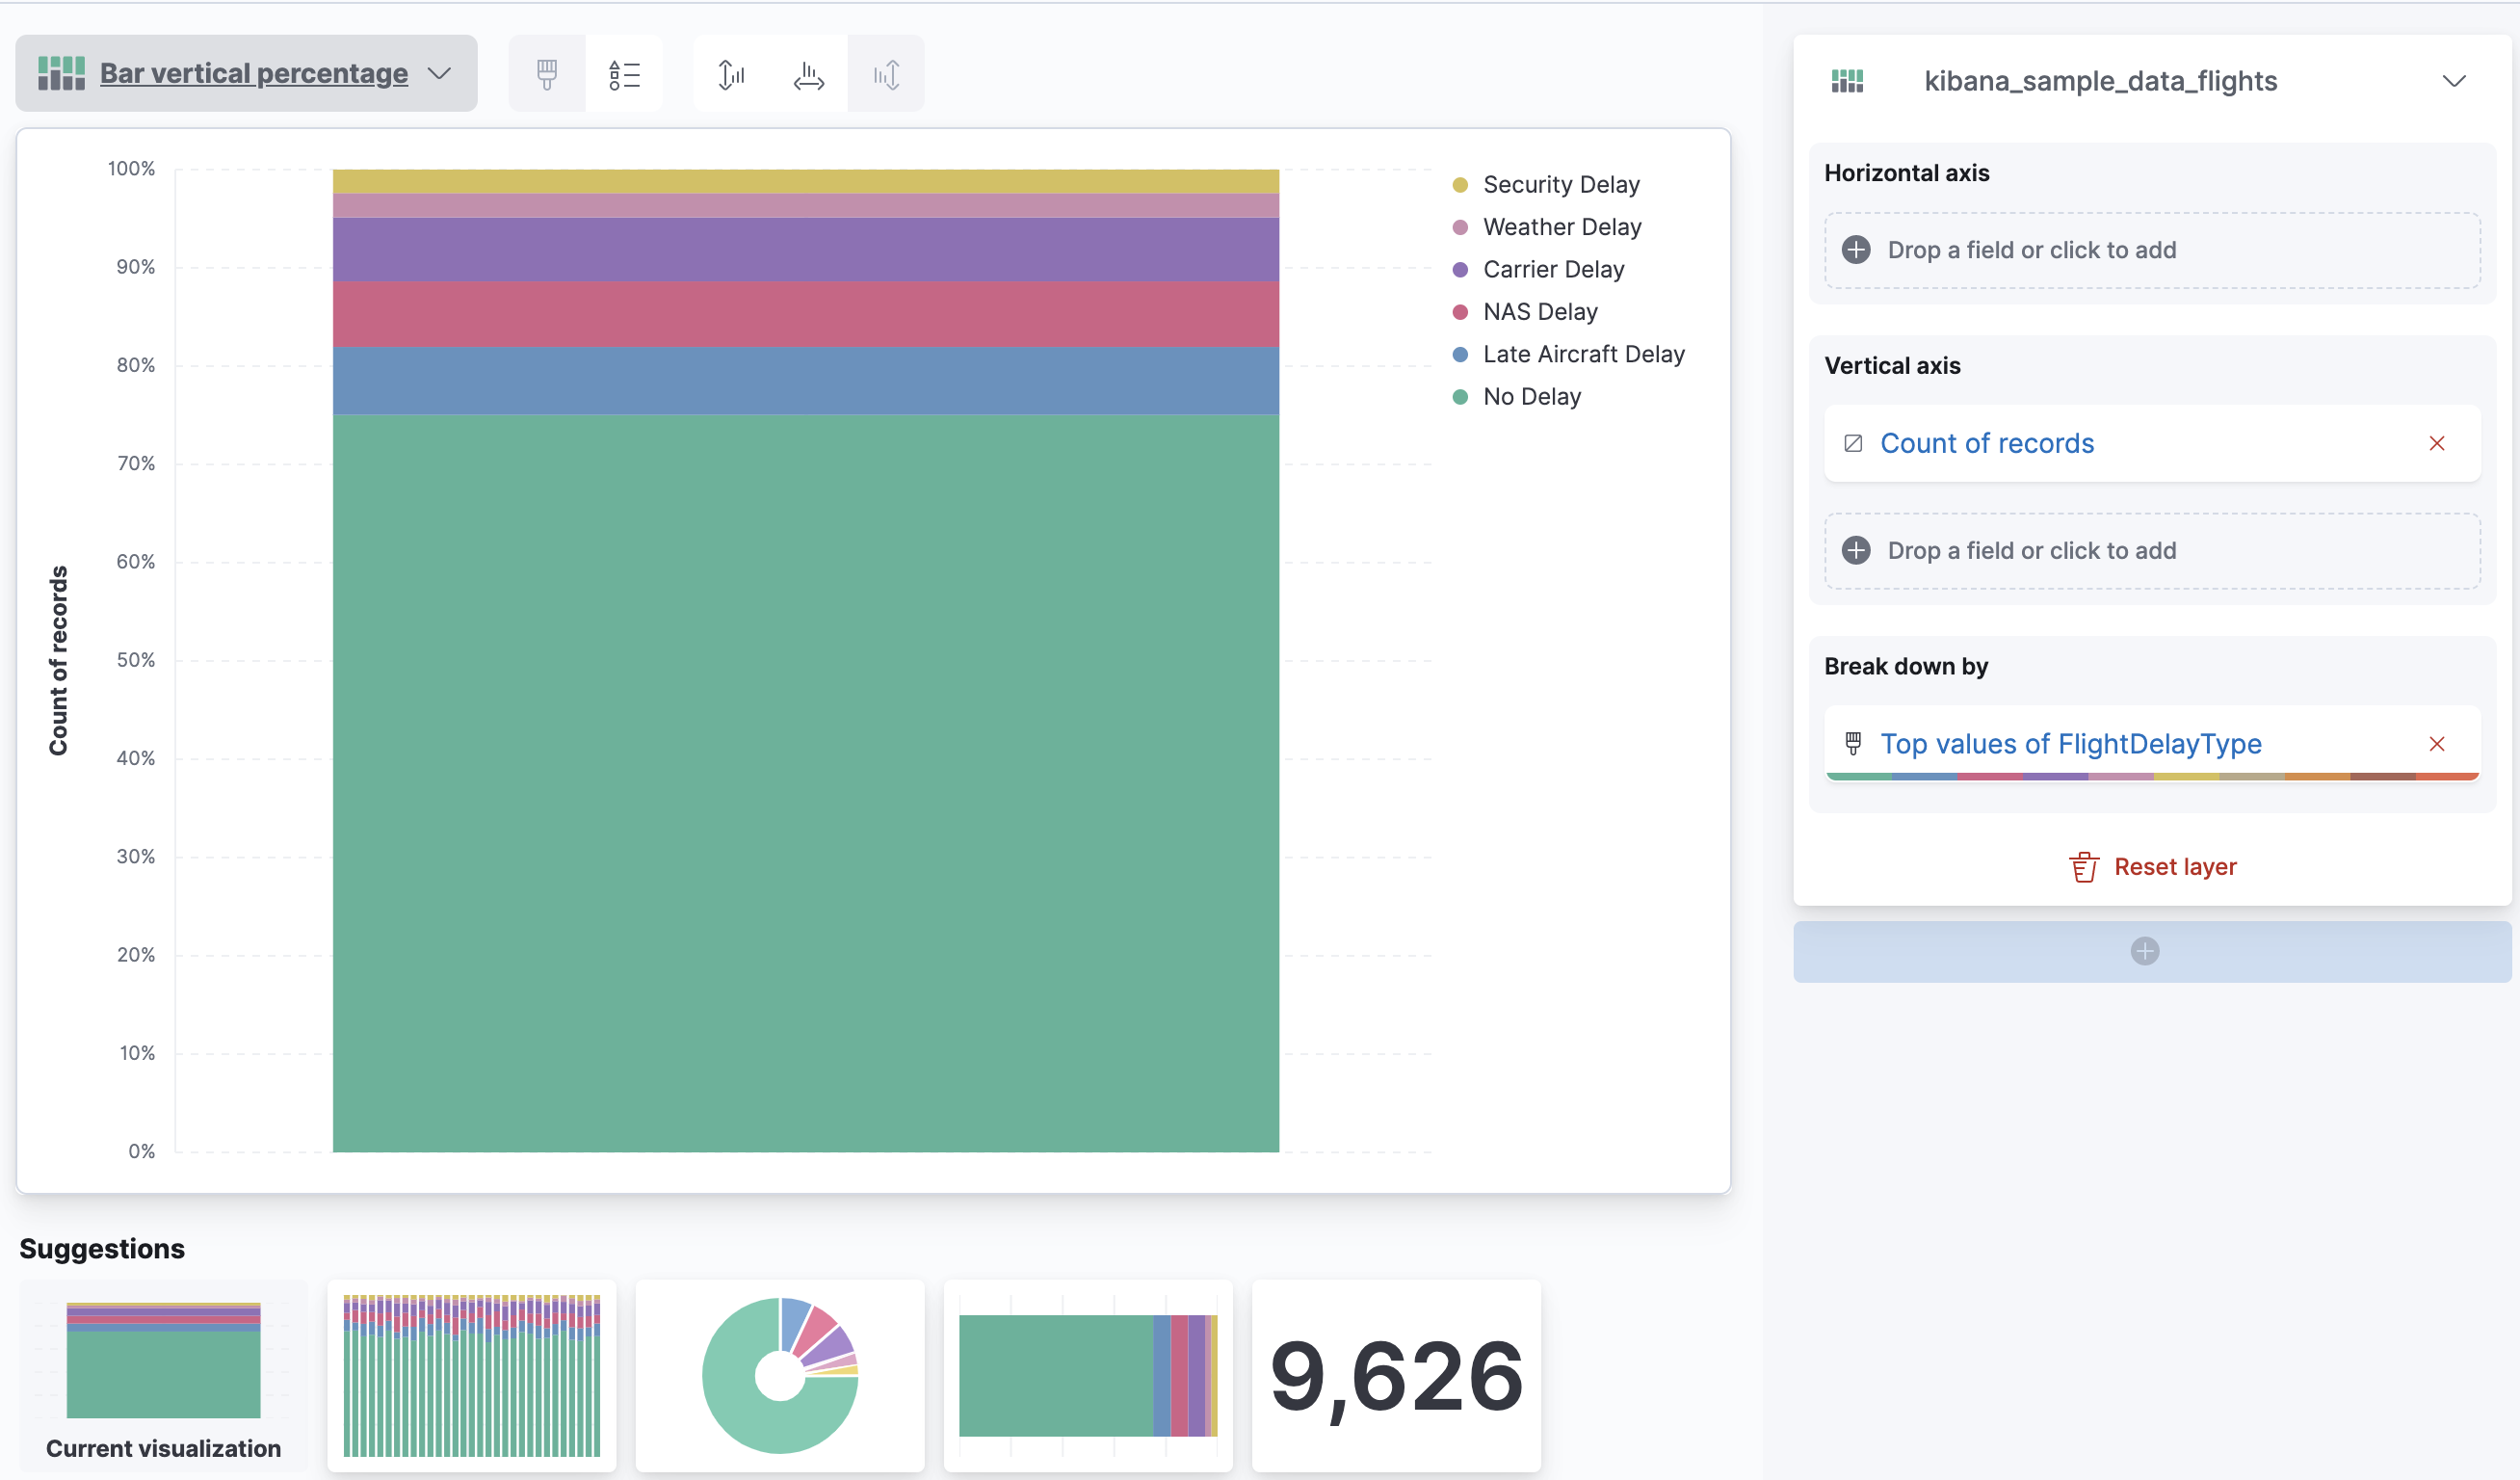 Bar vertical percentage
kibana_sample_data_flights
100%
90%
80%
70%
60%
50%
40%
30%
20%
10%
0%
Count of records
Security Delay
Weather Delay
Carrier Delay
NAS Delay
Late Aircraft Delay
No Delay
Horizontal axis
Drop a field or click to add
Vertical axis
Count of records
Drop a field or click to add
Break down by
Top values of FlightDelayType
Reset layer
Suggestions
Current visualization
9,626